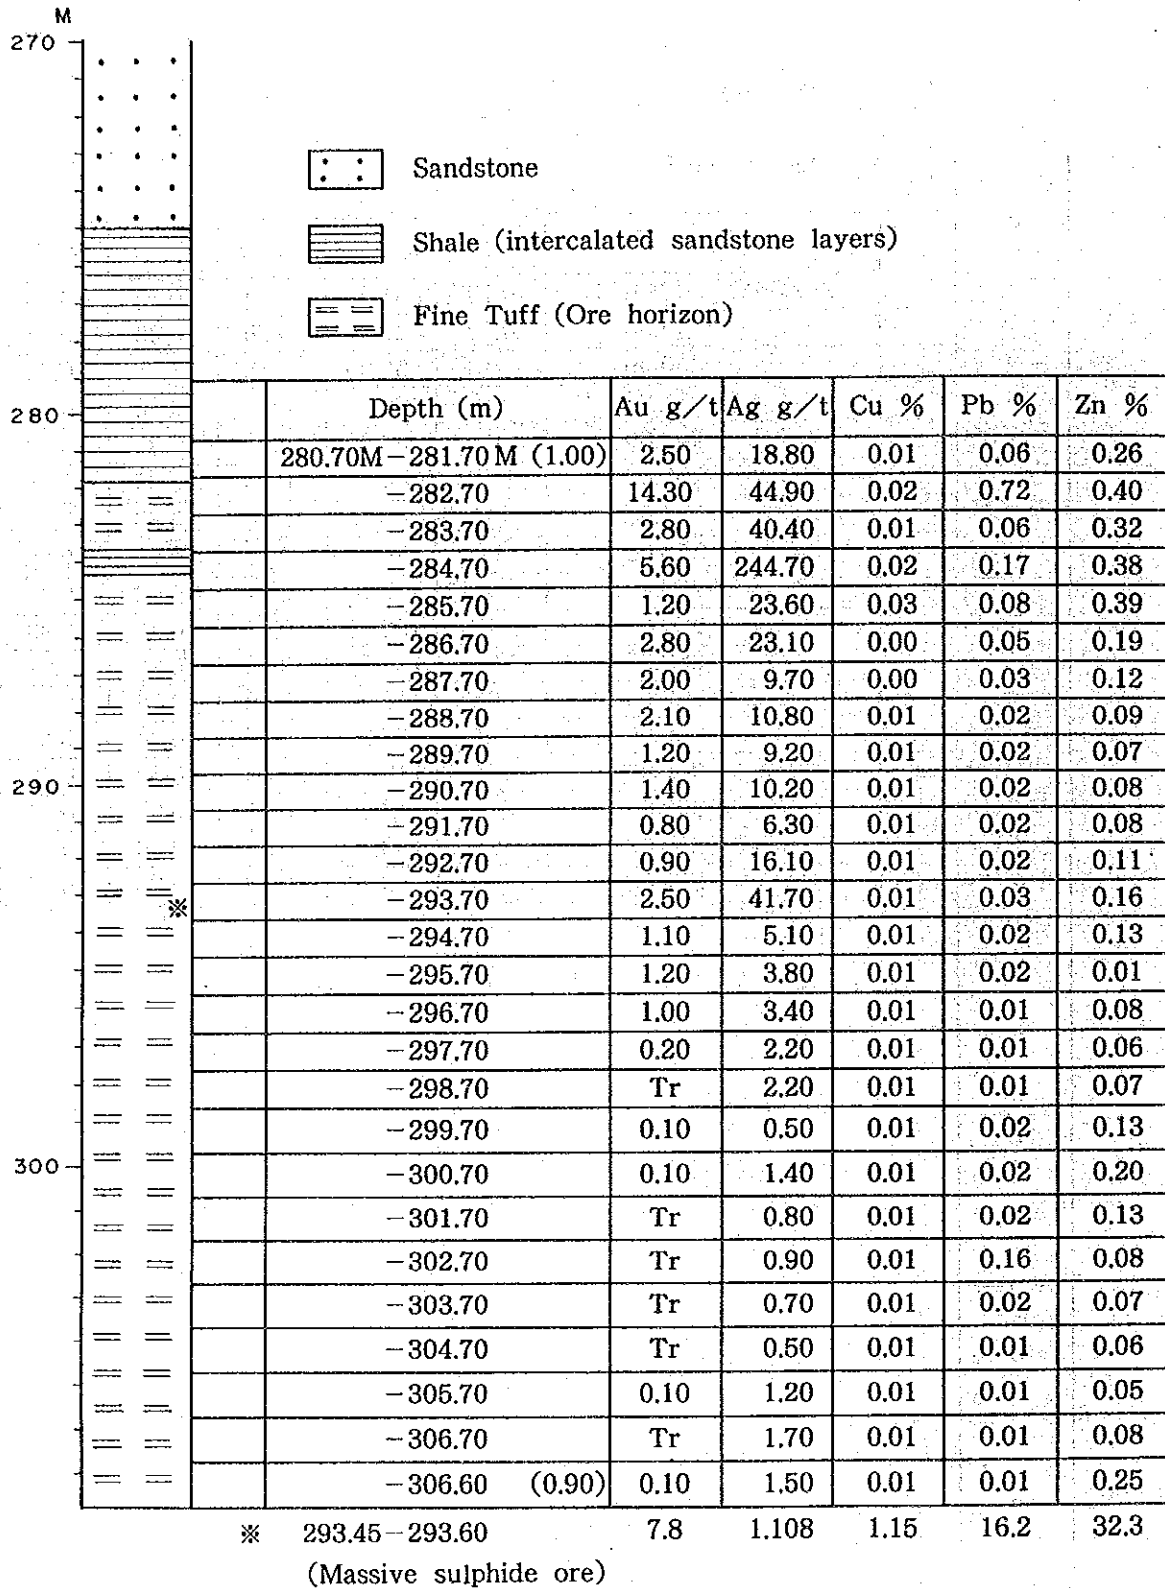 M
270
Sandstone
Shale (intercalated sandstone layers)
Fine Tuff (Ore horizon)
280
Depth (m) Au g/t Ag g/t Cu % Pb % Zn %
280.70M-281.70M (1.00) 2.50 18.80 0.01 0.06 0.26
-282.70 14.30 44.90 0.02 0.72 0.40
-283.70 2.80 40.40 0.01 0.06 0.32
-284.70 5.60 244.70 0.02 0.17 0.38
-285.70 1.20 23.60 0.03 0.08 0.39
-286.70 2.80 23.10 0.00 0.05 0.19
-287.70 2.00 9.70 0.00 0.03 0.12
-288.70 2.10 10.80 0.01 0.02 0.09
-289.70 1.20 9.20 0.01 0.02 0.07
290
-290.70 1.40 10.20 0.01 0.02 0.08
-291.70 0.80 6.30 0.01 0.02 0.08
-292.70 0.90 16.10 0.01 0.02 0.11
※
-293.70 2.50 41.70 0.01 0.03 0.16
-294.70 1.10 5.10 0.01 0.02 0.13
-295.70 1.20 3.80 0.01 0.02 0.01
-296.70 1.00 3.40 0.01 0.01 0.08
-297.70 0.20 2.20 0.01 0.01 0.06
-298.70 Tr 2.20 0.01 0.01 0.07
-299.70 0.10 0.50 0.01 0.02 0.13
300
-300.70 0.10 1.40 0.01 0.02 0.20
-301.70 Tr 0.80 0.01 0.02 0.13
-302.70 Tr 0.90 0.01 0.16 0.08
-303.70 Tr 0.70 0.01 0.02 0.07
-304.70 Tr 0.50 0.01 0.01 0.06
-305.70 0.10 1.20 0.01 0.01 0.05
-306.70 Tr 1.70 0.01 0.01 0.08
-306.60 (0.90) 0.10 1.50 0.01 0.01 0.25
※ 293.45-293.60 7.8 1.108 1.15 16.2 32.3
(Massive sulphide ore)